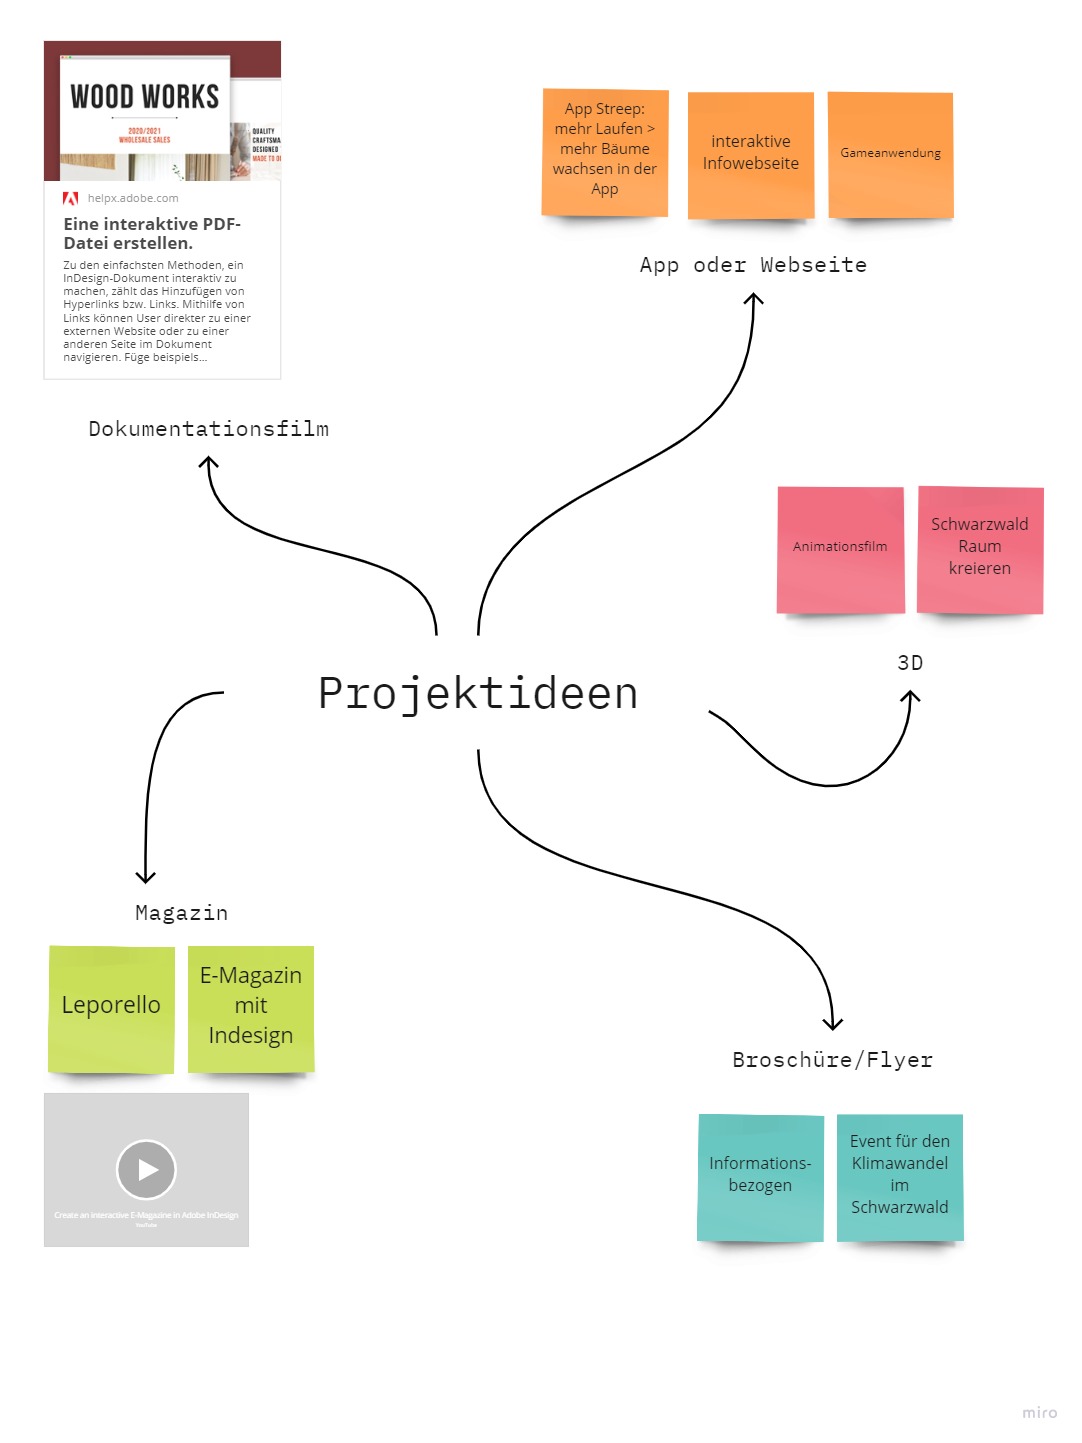 WOOD WORKS
2020/2021
WHOLESALE SALES
QUALITY
DESIGNED
helpx.adobe.com
Eine interaktive PDF-
Datei erstellen.
Zu den einfachsten Methoden, ein
InDesign-Dokument interaktiv zu
machen, zählt das Hinzufügen von
Hyperlinks bzw. Links. Mithilfe von
Links können User direkter zu einer
externen Website oder zu einer
anderen Seite im Dokument
navigieren. Füge beispiels...
App Streep:
mehr Laufen >
mehr Bäume
wachsen in der
App
interaktive
Infowebseite
Gameanwendung
App oder Webseite
Dokumentationsfilm
Animationsfilm
Schwarzwald
Raum
kreieren
3D
Projektideen
Magazin
Leporello
E-Magazin
mit
Indesign
Create an interactive E-Magazine in Adobe InDesign
YouTube
Broschüre/Flyer
Informations-
bezogen
Event für den
Klimawandel
im
Schwarzwald
miro